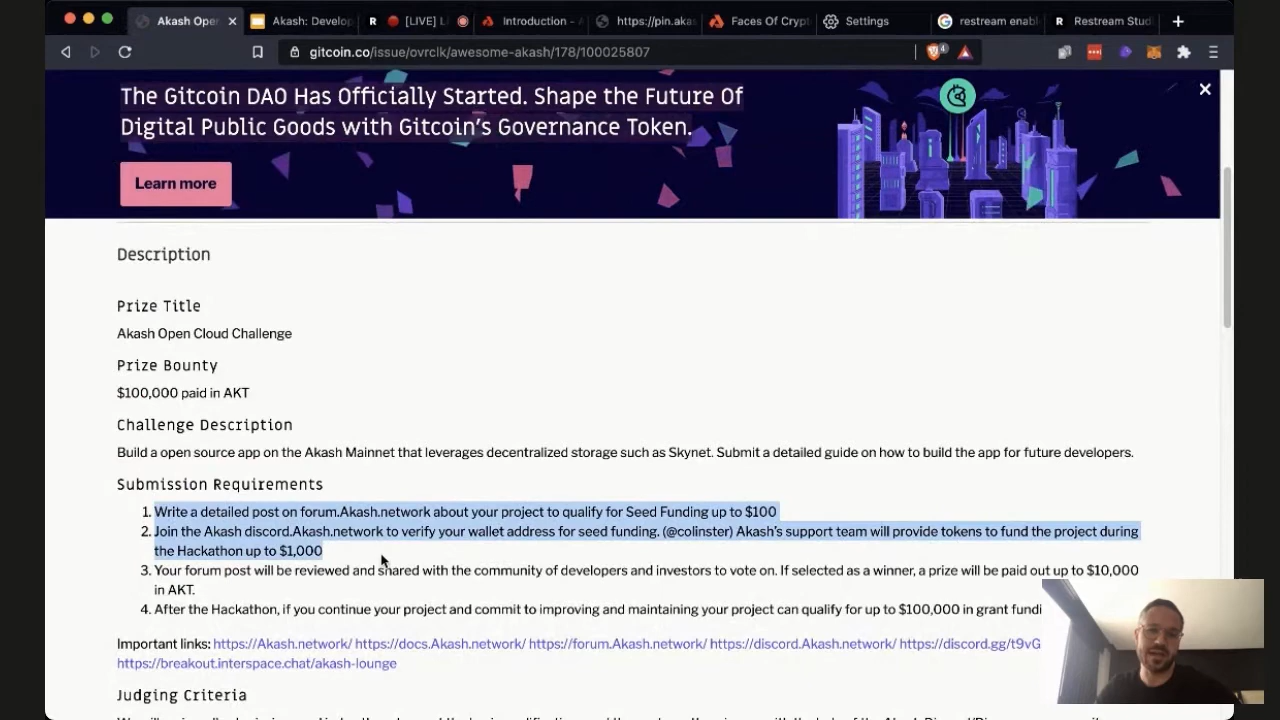 Akash Ope
Akash: Develop
[LIVE] L
Introduction - A
https://pin.akas
Faces Of Crypt
Settings
restream enabl
Restream Stud
gitcoin.co/issue/ovrclk/awesome-akash/178/100025807
4
The Gitcoin DAO Has Officially Started. Shape the Future Of
Digital Public Goods with Gitcoin's Governance Token.
Learn more
Description
Prize Title
Akash Open Cloud Challenge
Prize Bounty
$100,000 paid in AKT
Challenge Description
Build a open source app on the Akash Mainnet that leverages decentralized storage such as Skynet. Submit a detailed guide on how to build the app for future developers.
Submission Requirements
1. Write a detailed post on forum.Akash.network about your project to qualify for Seed Funding up to $100
2. Join the Akash discord.Akash.network to verify your wallet address for seed funding. (@colinster) Akash's support team will provide tokens to fund the project during
the Hackathon up to $1,000
3. Your forum post will be reviewed and shared with the community of developers and investors to vote on. If selected as a winner, a prize will be paid out up to $10,000
in AKT.
4. After the Hackathon, if you continue your project and commit to improving and maintaining your project can qualify for up to $100,000 in grant fundi
Important links: https://Akash.network/ https://docs.Akash.network/ https://forum.Akash.network/ https://discord.Akash.network/ https://discord.gg/t9vG
https://breakout.interspace.chat/akash-lounge
Judging Criteria